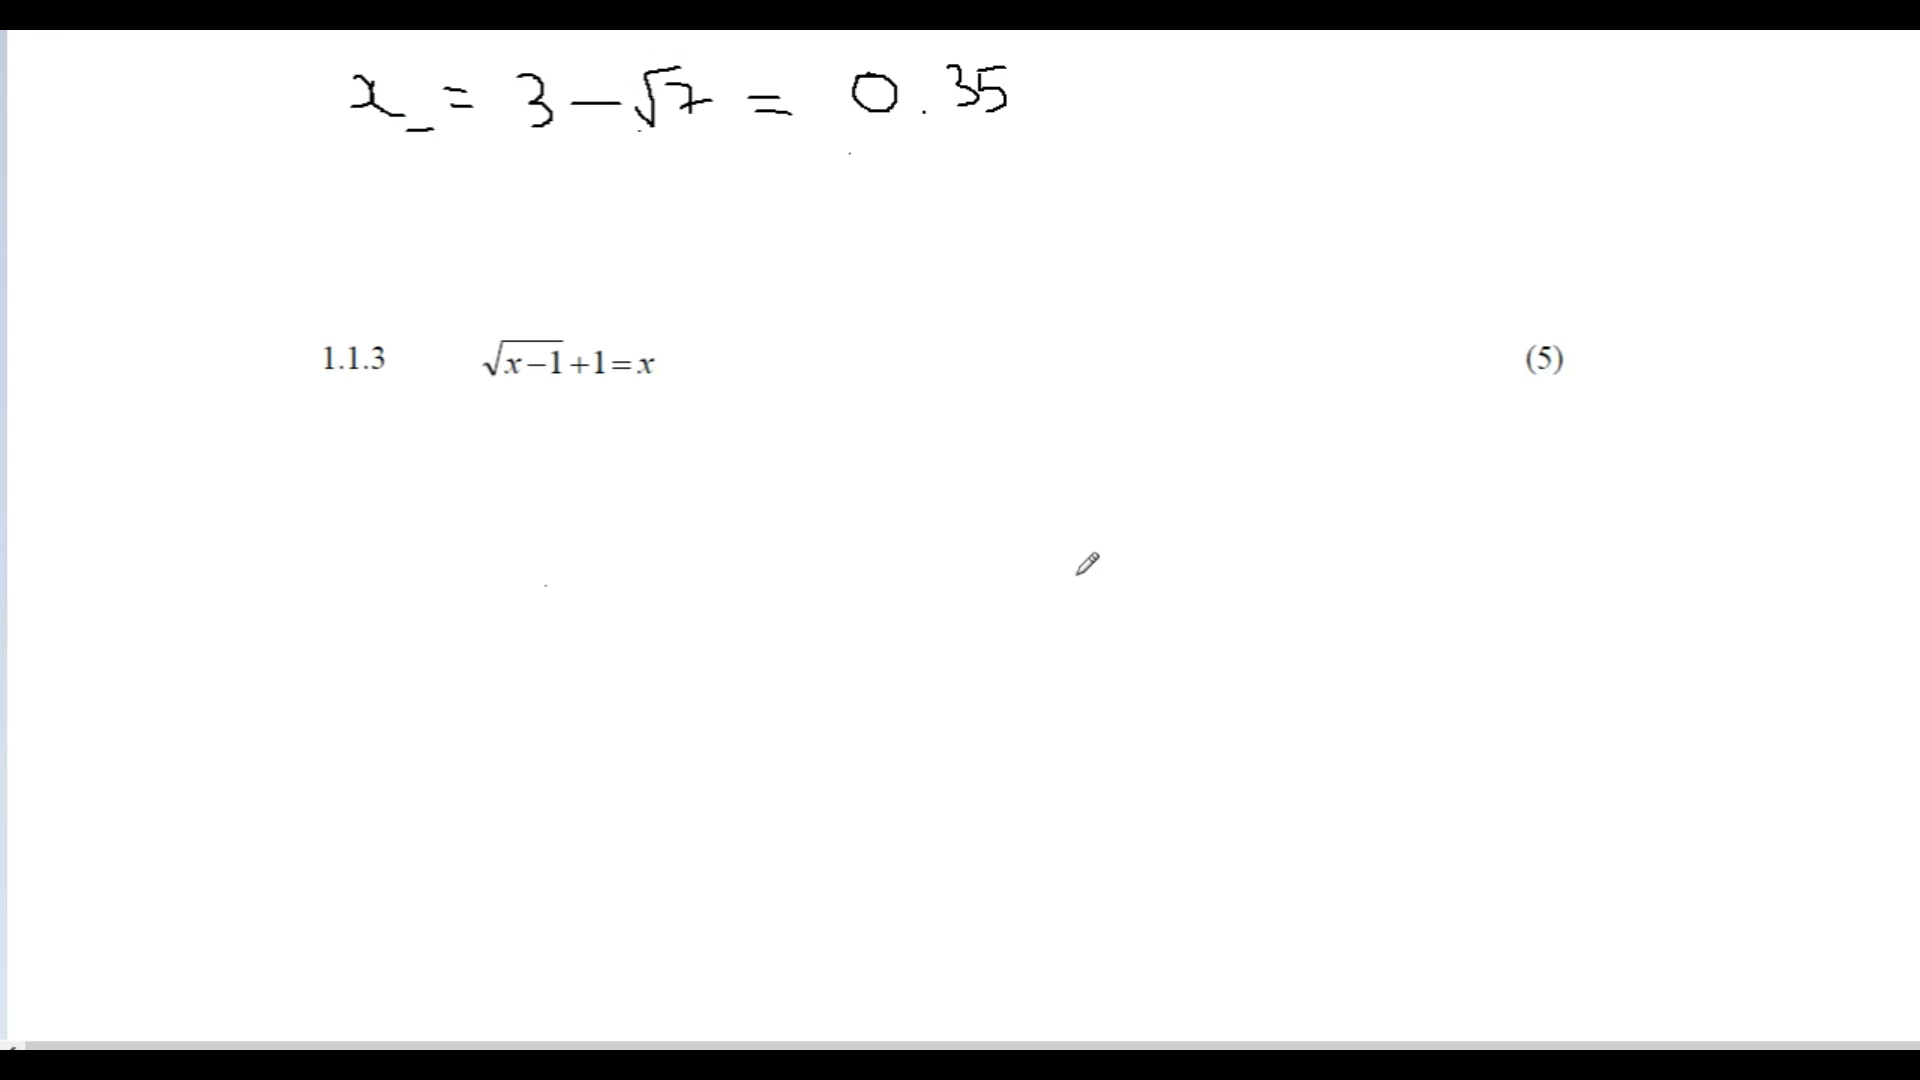 x_ = 3 − √7 = 0.35
1.1.3 √(x−1)+1=x (5)